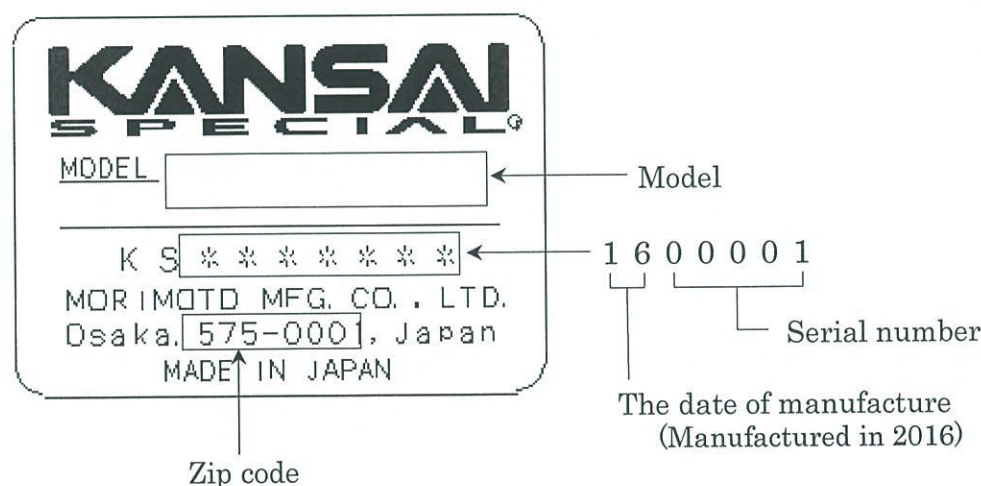 KANSAI
SPECIAL
MODEL
Model
KS*******
1600001
MORIMOTO MFG. CO., LTD.
Serial number
Osaka, 575-0001, Japan
MADE IN JAPAN
The date of manufacture
(Manufactured in 2016)
Zip code